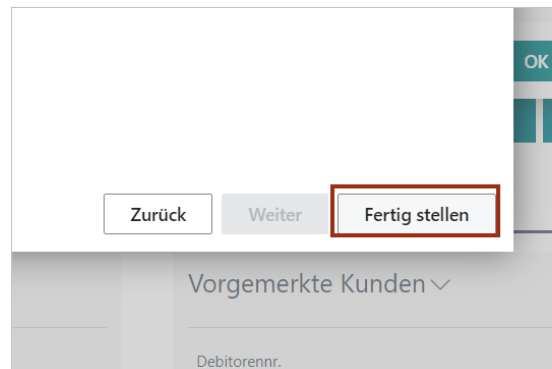 OK
Zurück
Weiter
Fertig stellen
Vorgemerkte Kunden
Debitorennr.